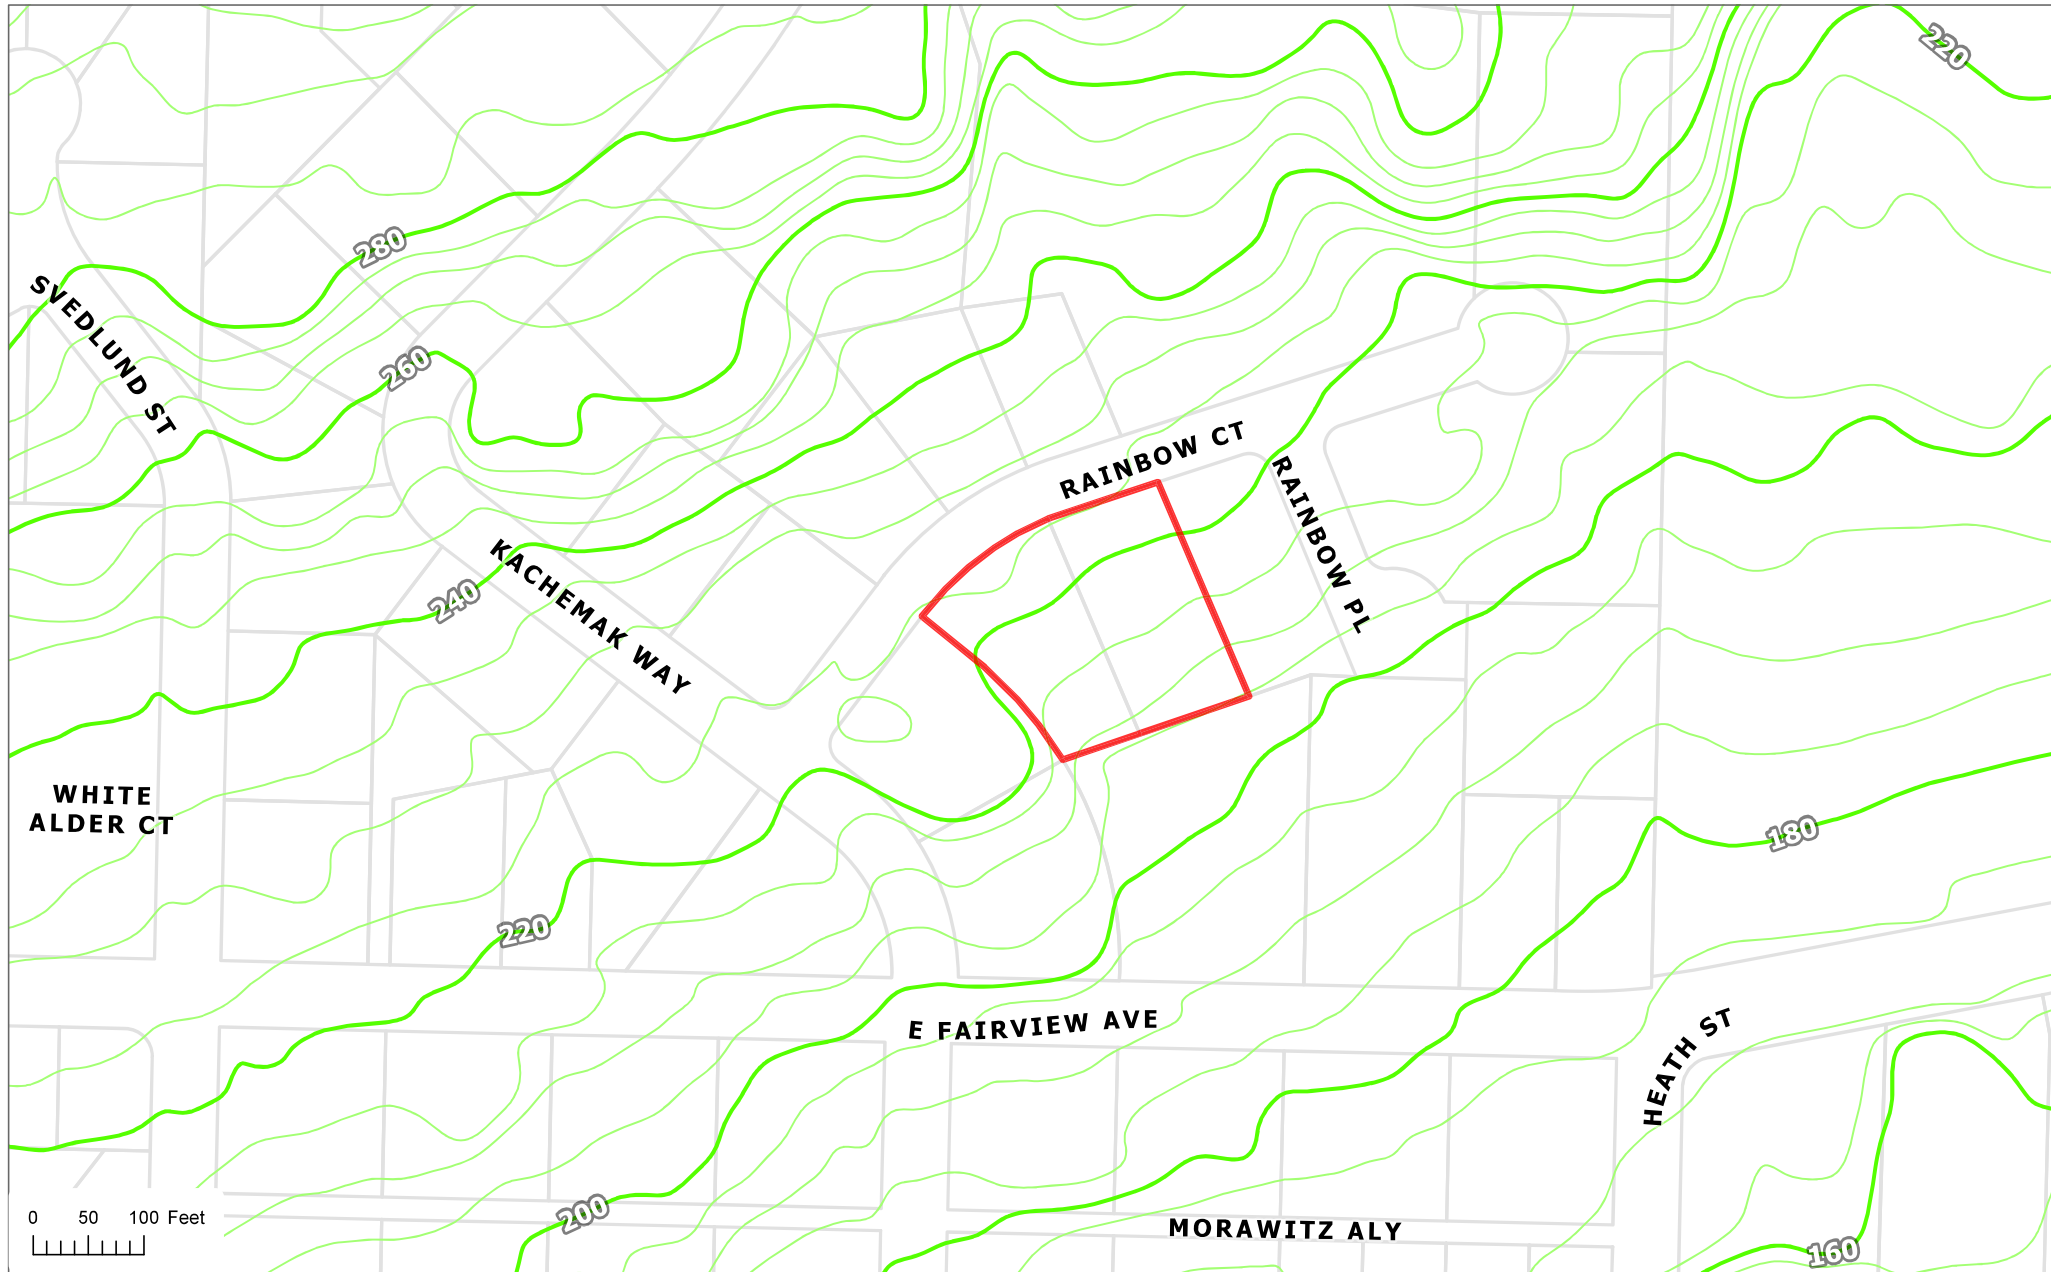 220
280
SVEDLUND ST
260
RAINBOW CT
RAINBOW PL
KACHEMAK WAY
240
WHITE
ALDER CT
180
220
E FAIRVIEW AVE
HEATH ST
200
MORAWITZ ALY
160
0 50 100 Feet